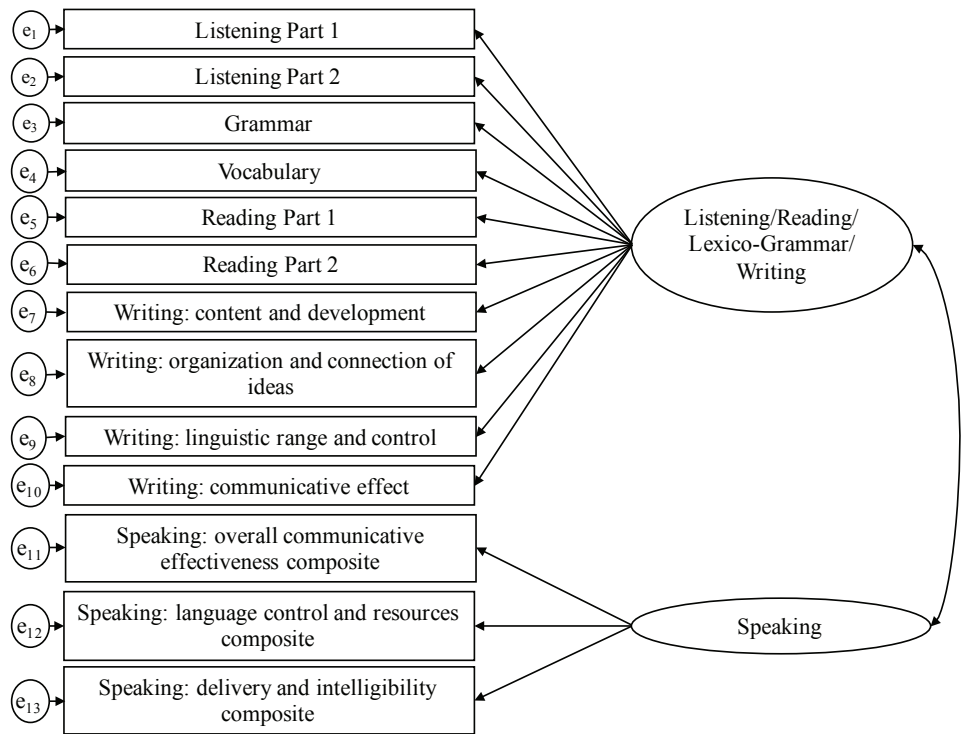 e1
Listening Part 1
e2
Listening Part 2
e3
Grammar
e4
Vocabulary
e5
Reading Part 1
e6
Reading Part 2
e7
Writing: content and development
e8
Writing: organization and connection of
ideas
e9
Writing: linguistic range and control
e10
Writing: communicative effect
e11
Speaking: overall communicative
effectiveness composite
e12
Speaking: language control and resources
composite
e13
Speaking: delivery and intelligibility
composite
Listening/Reading/
Lexico-Grammar/
Writing
Speaking